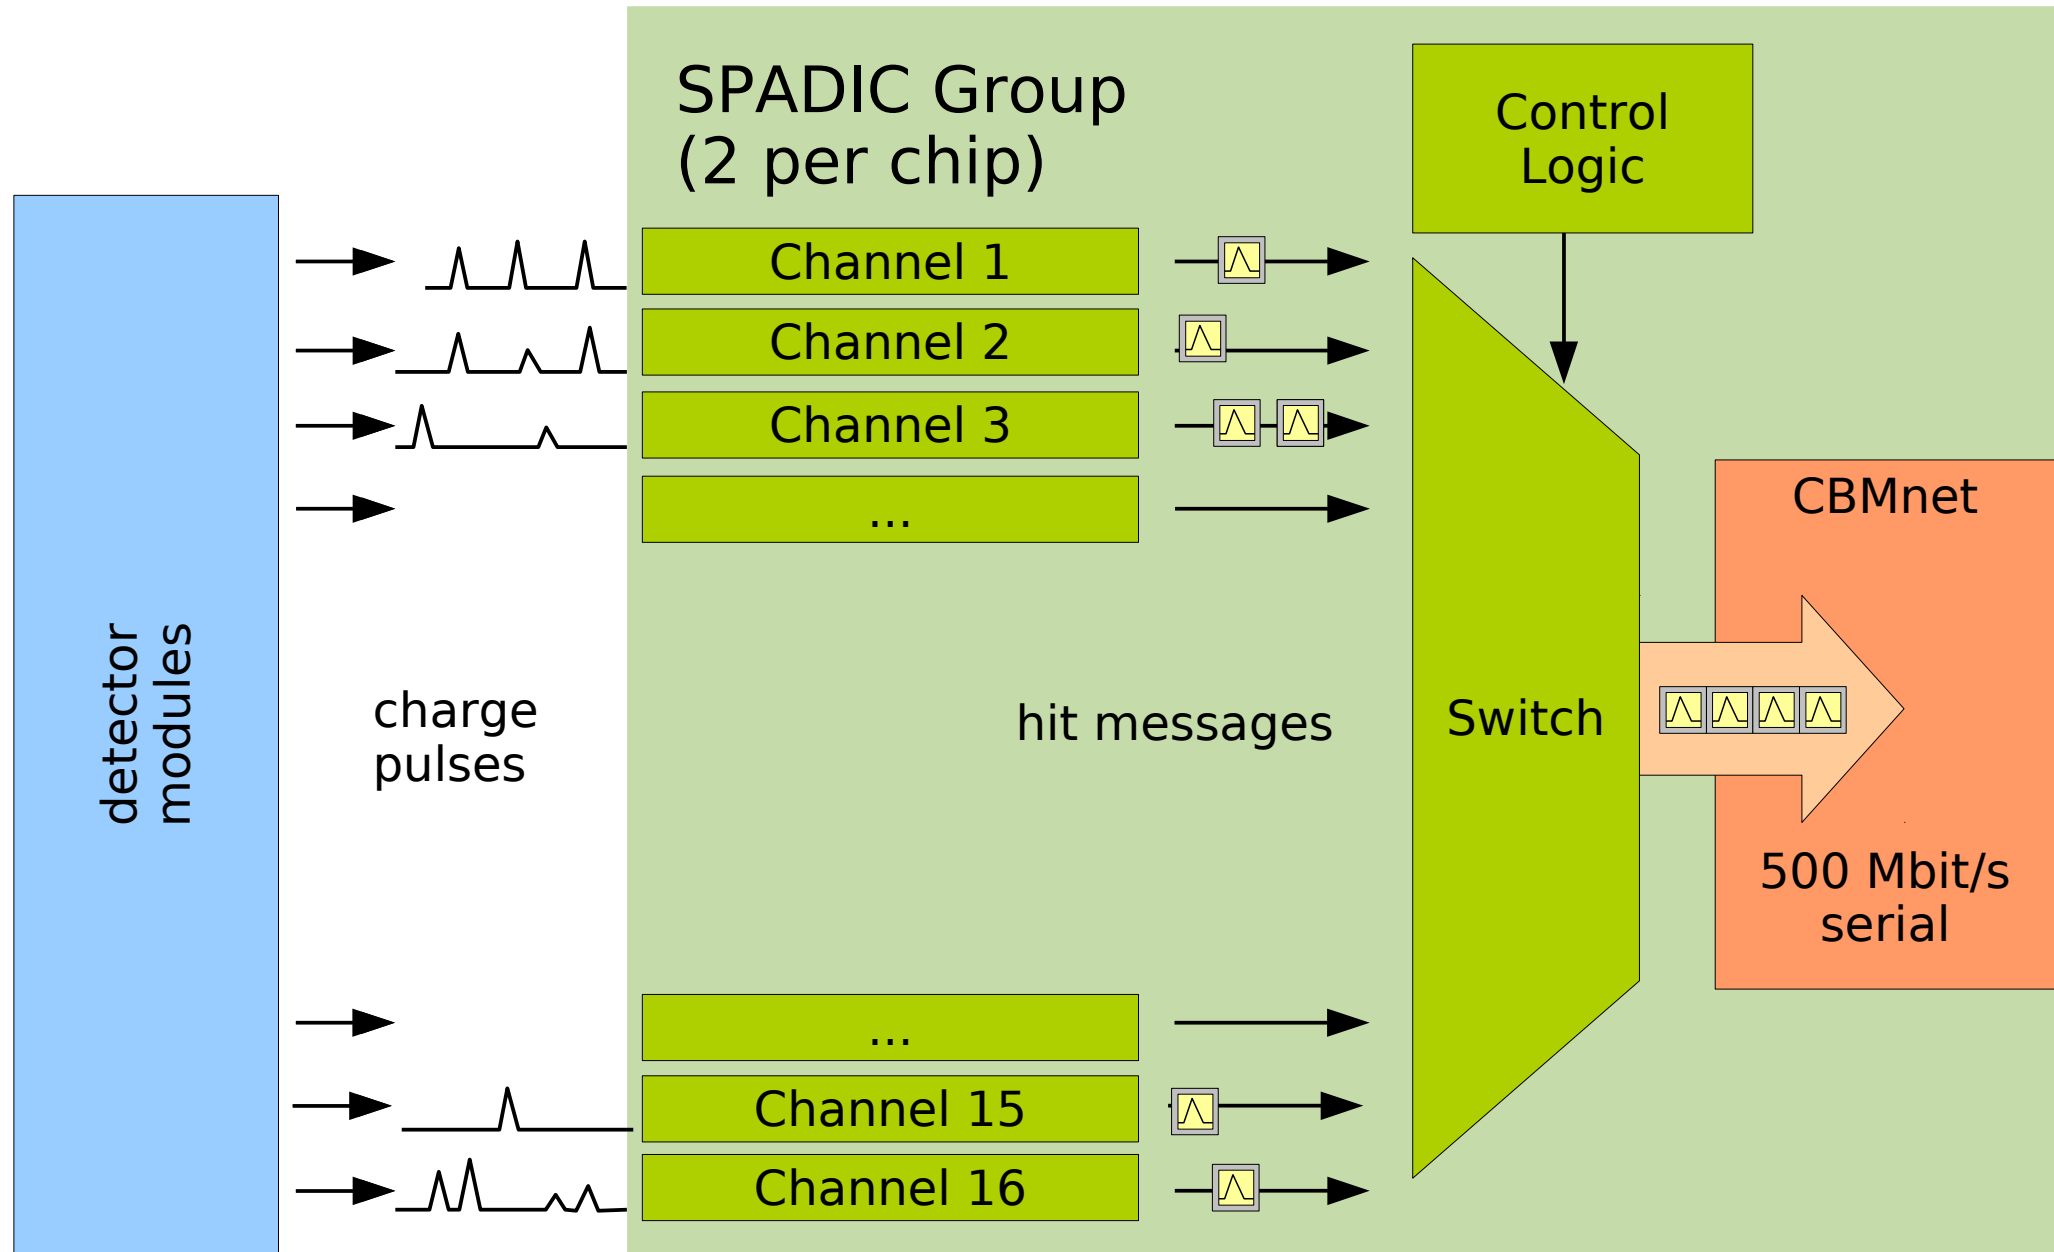 SPADIC Group
(2 per chip)
Control
Logic
Channel 1
Channel 2
Channel 3
...
CBMnet
detector
modules
charge
pulses
hit messages
Switch
500 Mbit/s
serial
...
Channel 15
Channel 16